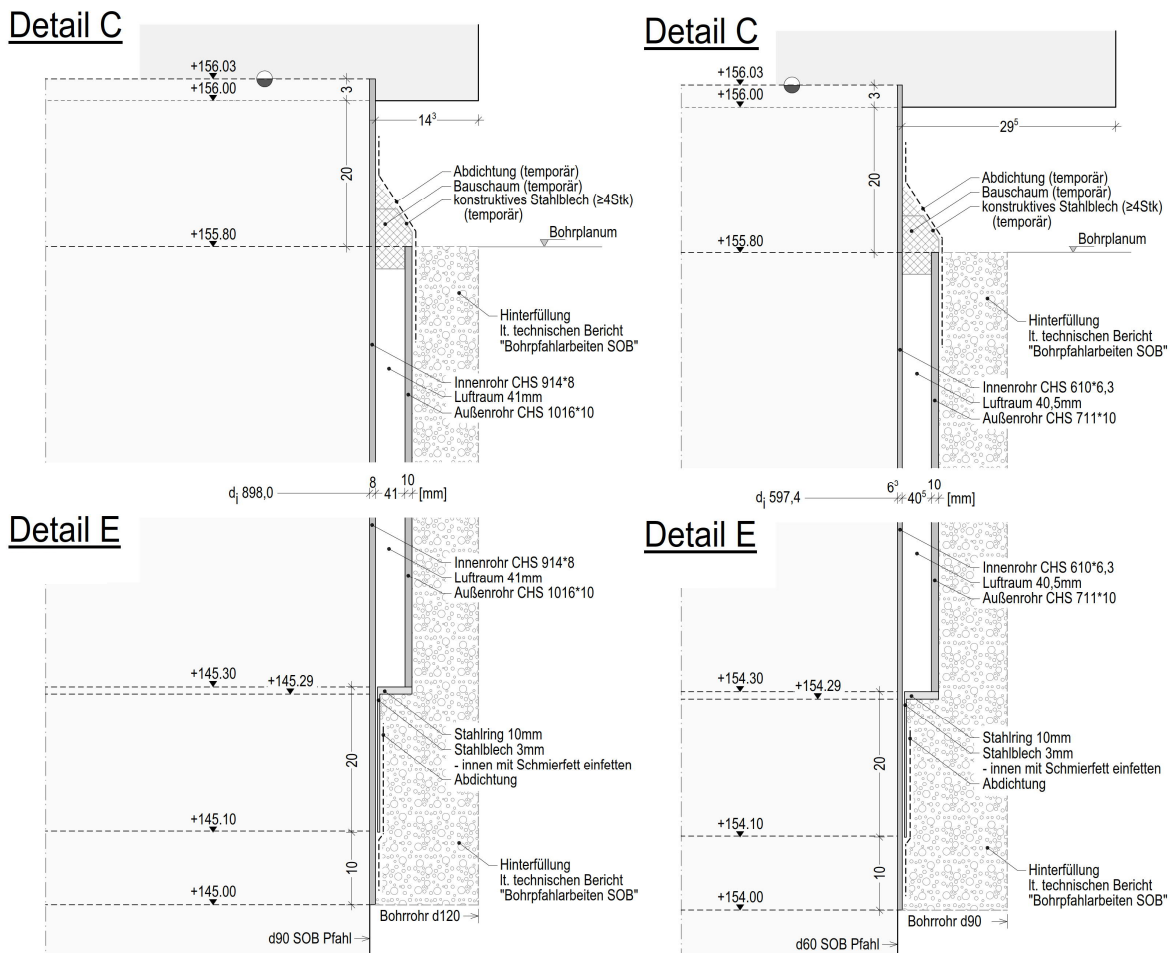 Detail C
+156.03
+156.00
3
14³
20
Abdichtung (temporär)
Bauschaum (temporär)
konstruktives Stahlblech (≥4Stk)
(temporär)
+155.80
Bohrplanum
Hinterfüllung
lt. technischen Bericht
"Bohrpfahlarbeiten SOB"
Innenrohr CHS 914*8
Luftraum 41mm
Außenrohr CHS 1016*10
dᵢ 898,0
8
41
10
[mm]
Detail E
Innenrohr CHS 914*8
Luftraum 41mm
Außenrohr CHS 1016*10
+145.30
+145.29
20
Stahlring 10mm
Stahlblech 3mm
- innen mit Schmierfett einfetten
Abdichtung
+145.10
10
Hinterfüllung
lt. technischen Bericht
"Bohrpfahlarbeiten SOB"
+145.00
Bohrrohr d120
d90 SOB Pfahl
Detail C
+156.03
+156.00
3
29⁵
20
Abdichtung (temporär)
Bauschaum (temporär)
konstruktives Stahlblech (≥4Stk)
(temporär)
+155.80
Bohrplanum
Hinterfüllung
lt. technischen Bericht
"Bohrpfahlarbeiten SOB"
Innenrohr CHS 610*6,3
Luftraum 40,5mm
Außenrohr CHS 711*10
dᵢ 597,4
6³
40⁵
10
[mm]
Detail E
Innenrohr CHS 610*6,3
Luftraum 40,5mm
Außenrohr CHS 711*10
+154.30
+154.29
20
Stahlring 10mm
Stahlblech 3mm
- innen mit Schmierfett einfetten
Abdichtung
+154.10
10
Hinterfüllung
lt. technischen Bericht
"Bohrpfahlarbeiten SOB"
+154.00
Bohrrohr d90
d60 SOB Pfahl